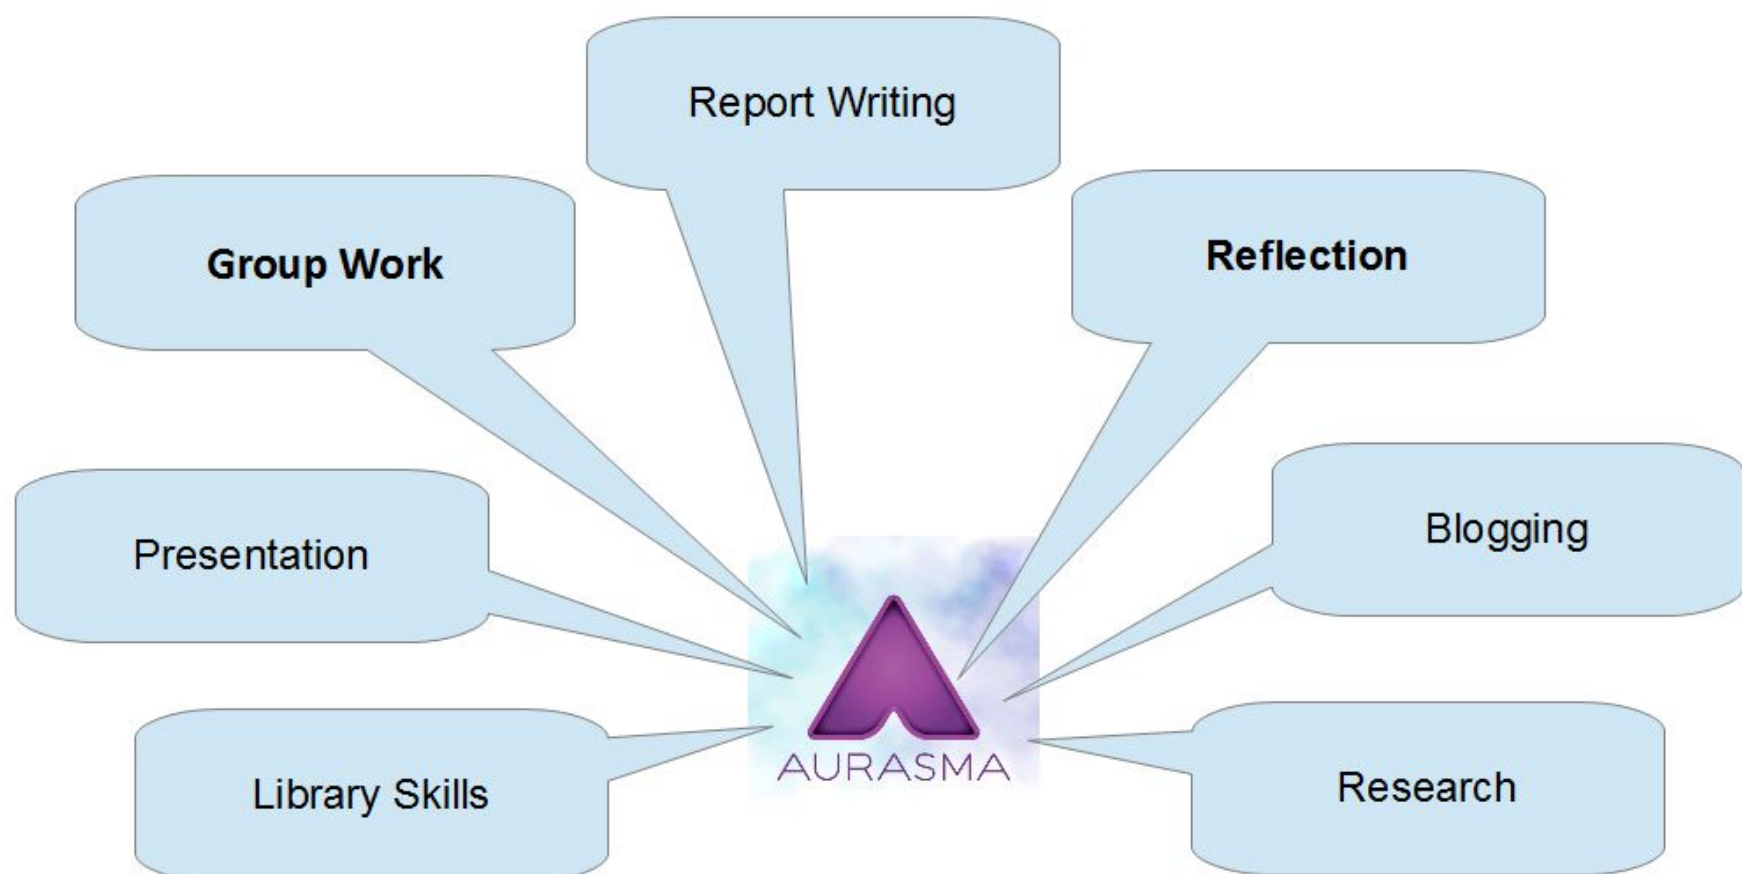 Report Writing
Group Work
Reflection
Presentation
Blogging
Library Skills
Research
AURASMA